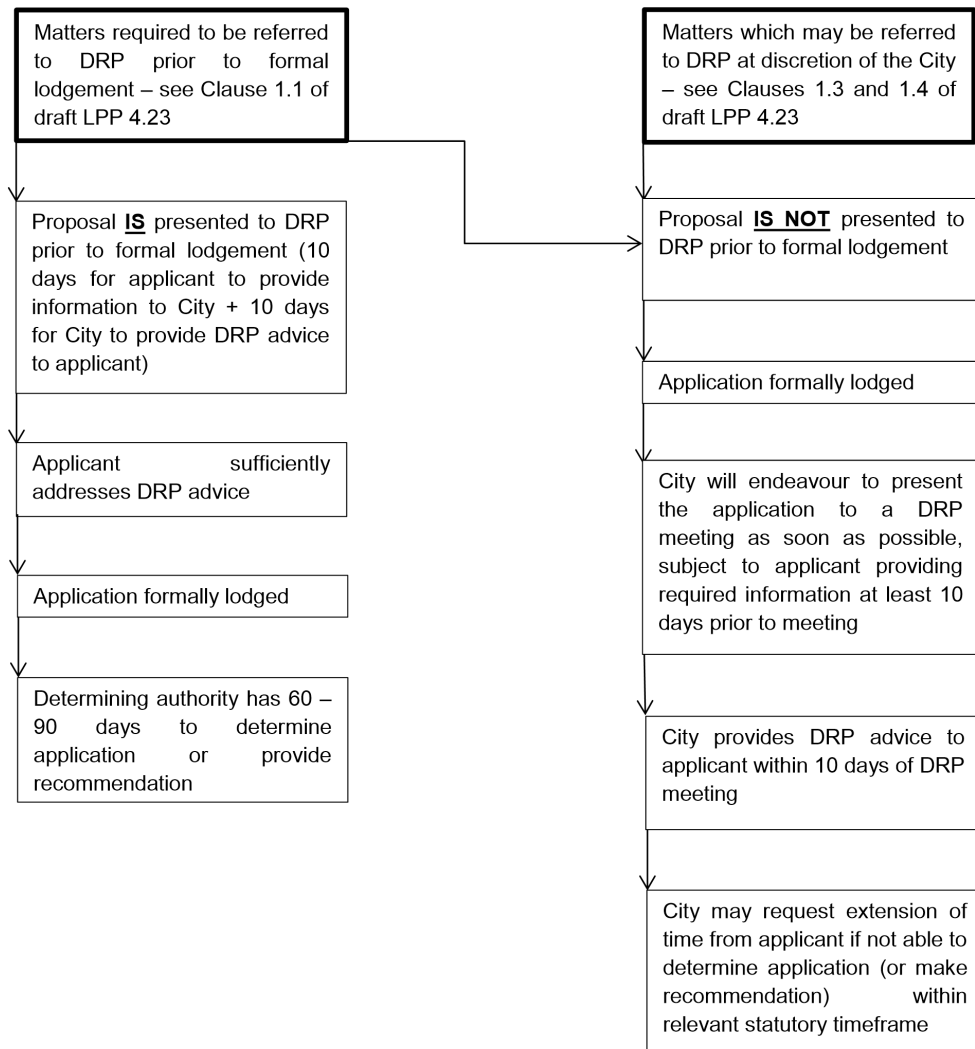 Matters required to be referred
to DRP prior to formal
lodgement – see Clause 1.1 of
draft LPP 4.23
Proposal IS presented to DRP
prior to formal lodgement (10
days for applicant to provide
information to City + 10 days
for City to provide DRP advice
to applicant)
Applicant sufficiently
addresses DRP advice
Application formally lodged
Determining authority has 60 –
90 days to determine
application or provide
recommendation
Matters which may be referred
to DRP at discretion of the City
– see Clauses 1.3 and 1.4 of
draft LPP 4.23
Proposal IS NOT presented to
DRP prior to formal lodgement
Application formally lodged
City will endeavour to present
the application to a DRP
meeting as soon as possible,
subject to applicant providing
required information at least 10
days prior to meeting
City provides DRP advice to
applicant within 10 days of DRP
meeting
City may request extension of
time from applicant if not able to
determine application (or make
recommendation) within
relevant statutory timeframe